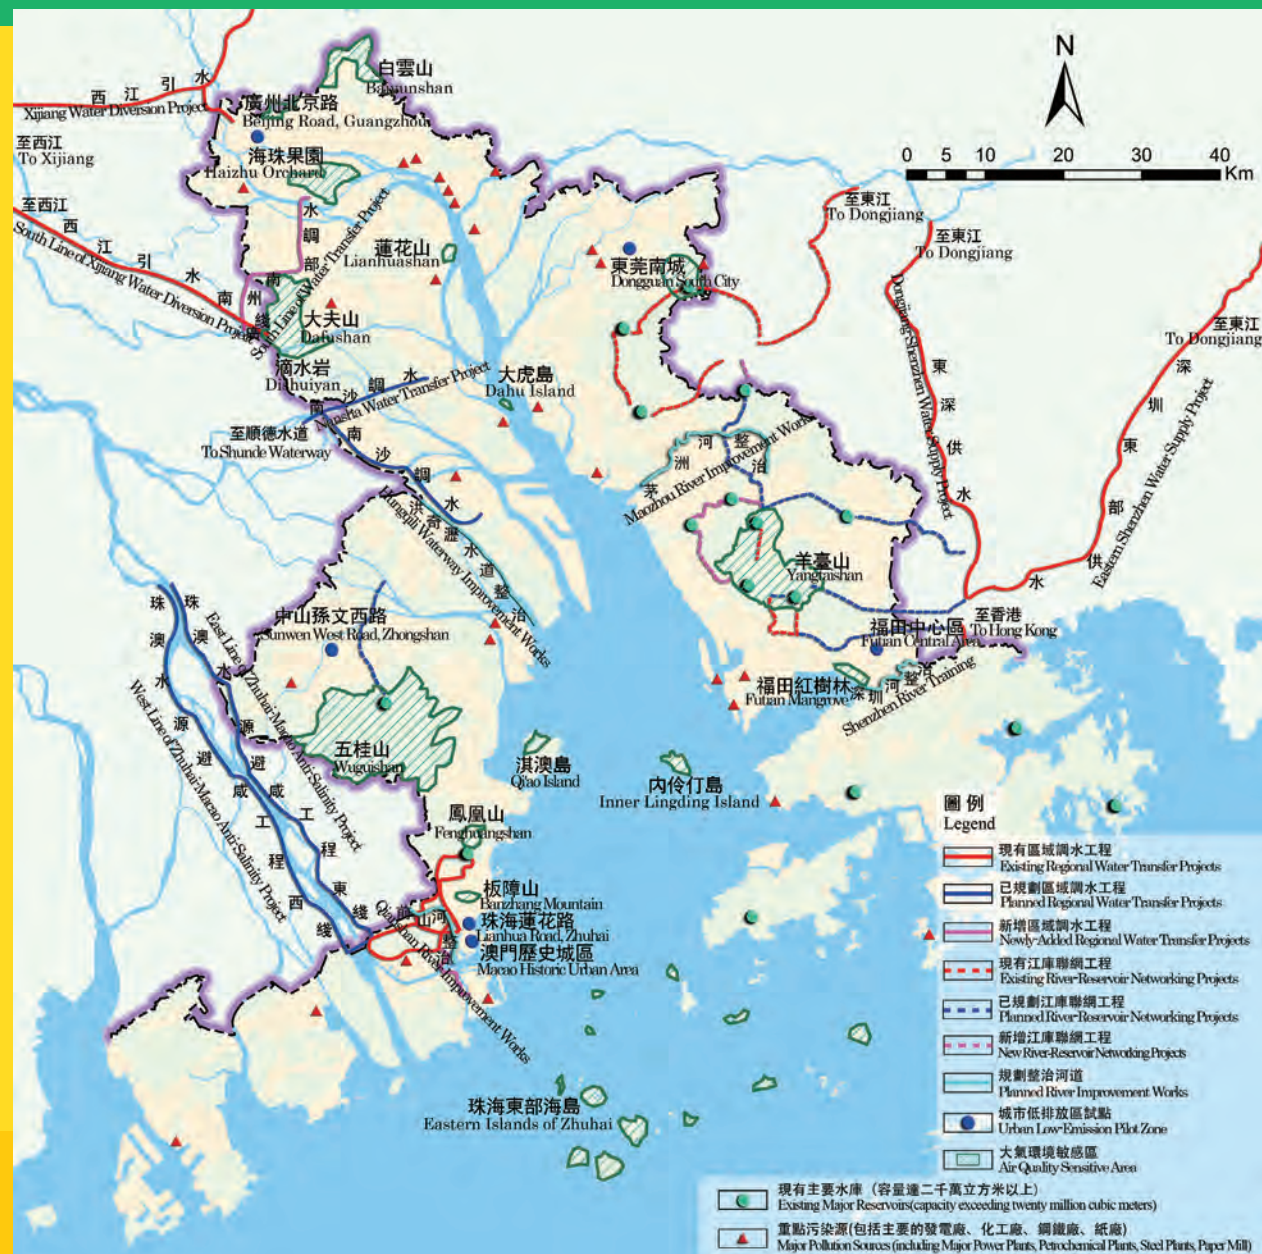 白雲山
Baiyunshan
N
西江引水
Xijiang Water Diversion Project
廣州北京路
Beijing Road, Guangzhou
0 5 10 20 30 40 Km
至西江
To Xijiang
海珠果園
Haizhu Orchard
至東江
To Dongjiang
至東江
To Dongjiang
至西江
西江引水南線
South Line of Xijiang Water Diversion Project
廣州南部調水
South Line of Water Transfer Project
蓮花山
Lianhuashan
東莞南城
Dongguan South City
至東江
To Dongjiang
大夫山
Dafushan
東深供水
Dongjiang Shenzhen Water Supply Project
深圳東部供水
Eastern Shenzhen Water Supply Project
滴水岩
Dishuiyan
南沙調水
Nansha Water Transfer Project
大虎島
Dahu Island
至順德水道
To Shunde Waterway
南沙調水
洪奇瀝水道整治
Hungqili Waterway Improvement Works
茅洲河整治
Maozhou River Improvement Works
羊臺山
Yangtaishan
中山孫文西路
Sunwen West Road, Zhongshan
福田中心區
Futian Central Area
至香港
To Hong Kong
珠澳水源避咸工程東綫
East Line of Zhuhai-Macao Anti-Salinity Project
珠澳水源避咸工程西綫
West Line of Zhuhai-Macao Anti-Salinity Project
福田紅樹林
Futian Mangrove
深圳河整治
Shenzhen River Training
五桂山
Wuguishan
淇澳島
Qi'ao Island
內伶仃島
Inner Lingding Island
鳳凰山
Fenghuangshan
板障山
Banzhang Mountain
前山河整治
Qianshan River Improvement Works
珠海蓮花路
Lianhua Road, Zhuhai
澳門歷史城區
Macao Historic Urban Area
珠海東部海島
Eastern Islands of Zhuhai
圖例
Legend
現有區域調水工程
Existing Regional Water Transfer Projects
已規劃區域調水工程
Planned Regional Water Transfer Projects
新增區域調水工程
Newly-Added Regional Water Transfer Projects
現有江庫聯網工程
Existing River-Reservoir Networking Projects
已規劃江庫聯網工程
Planned River-Reservoir Networking Projects
新增江庫聯網工程
New River-Reservoir Networking Projects
規劃整治河道
Planned River Improvement Works
城市低排放區試點
Urban Low-Emission Pilot Zone
大氣環境敏感區
Air Quality Sensitive Area
現有主要水庫（容量達二千萬立方米以上）
Existing Major Reservoirs(capacity exceeding twenty million cubic meters)
重點污染源(包括主要的發電廠、化工廠、鋼鐵廠、紙廠)
Major Pollution Sources (including Major Power Plants, Petrochemical Plants, Steel Plants, Paper Mill)